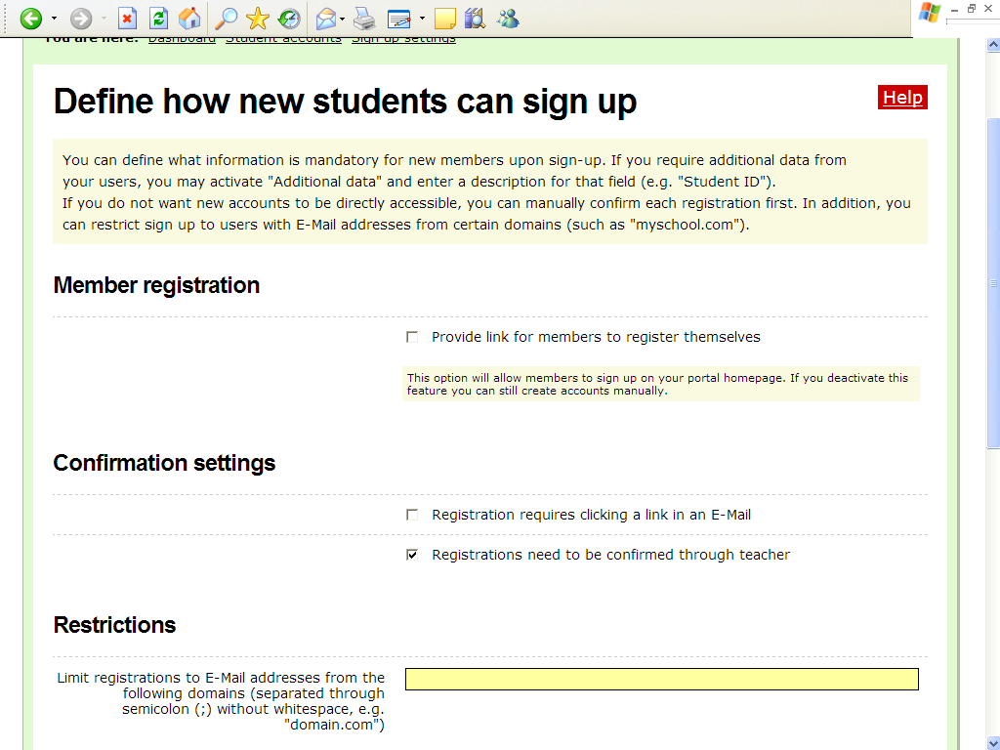 You are here: Dashboard Student accounts Sign up settings
Define how new students can sign up
Help
You can define what information is mandatory for new members upon sign-up. If you require additional data from
your users, you may activate "Additional data" and enter a description for that field (e.g. "Student ID").
If you do not want new accounts to be directly accessible, you can manually confirm each registration first. In addition, you
can restrict sign up to users with E-Mail addresses from certain domains (such as "myschool.com").
Member registration
Provide link for members to register themselves
This option will allow members to sign up on your portal homepage. If you deactivate this
feature you can still create accounts manually.
Confirmation settings
Registration requires clicking a link in an E-Mail
Registrations need to be confirmed through teacher
Restrictions
Limit registrations to E-Mail addresses from the
following domains (separated through
semicolon (;) without whitespace, e.g.
"domain.com")